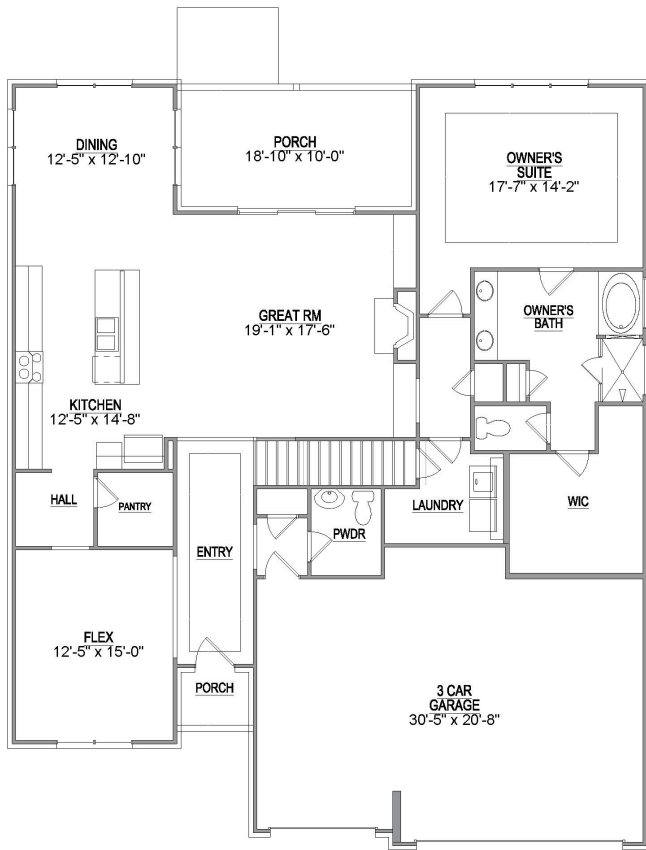 DINING
12'-5" x 12'-10"
PORCH
18'-10" x 10'-0"
OWNER'S
SUITE
17'-7" x 14'-2"
OWNER'S
BATH
GREAT RM
19'-1" x 17'-6"
KITCHEN
12'-5" x 14'-8"
HALL
PANTRY
LAUNDRY
WIC
PWDR
ENTRY
FLEX
12'-5" x 15'-0"
PORCH
3 CAR
GARAGE
30'-5" x 20'-8"